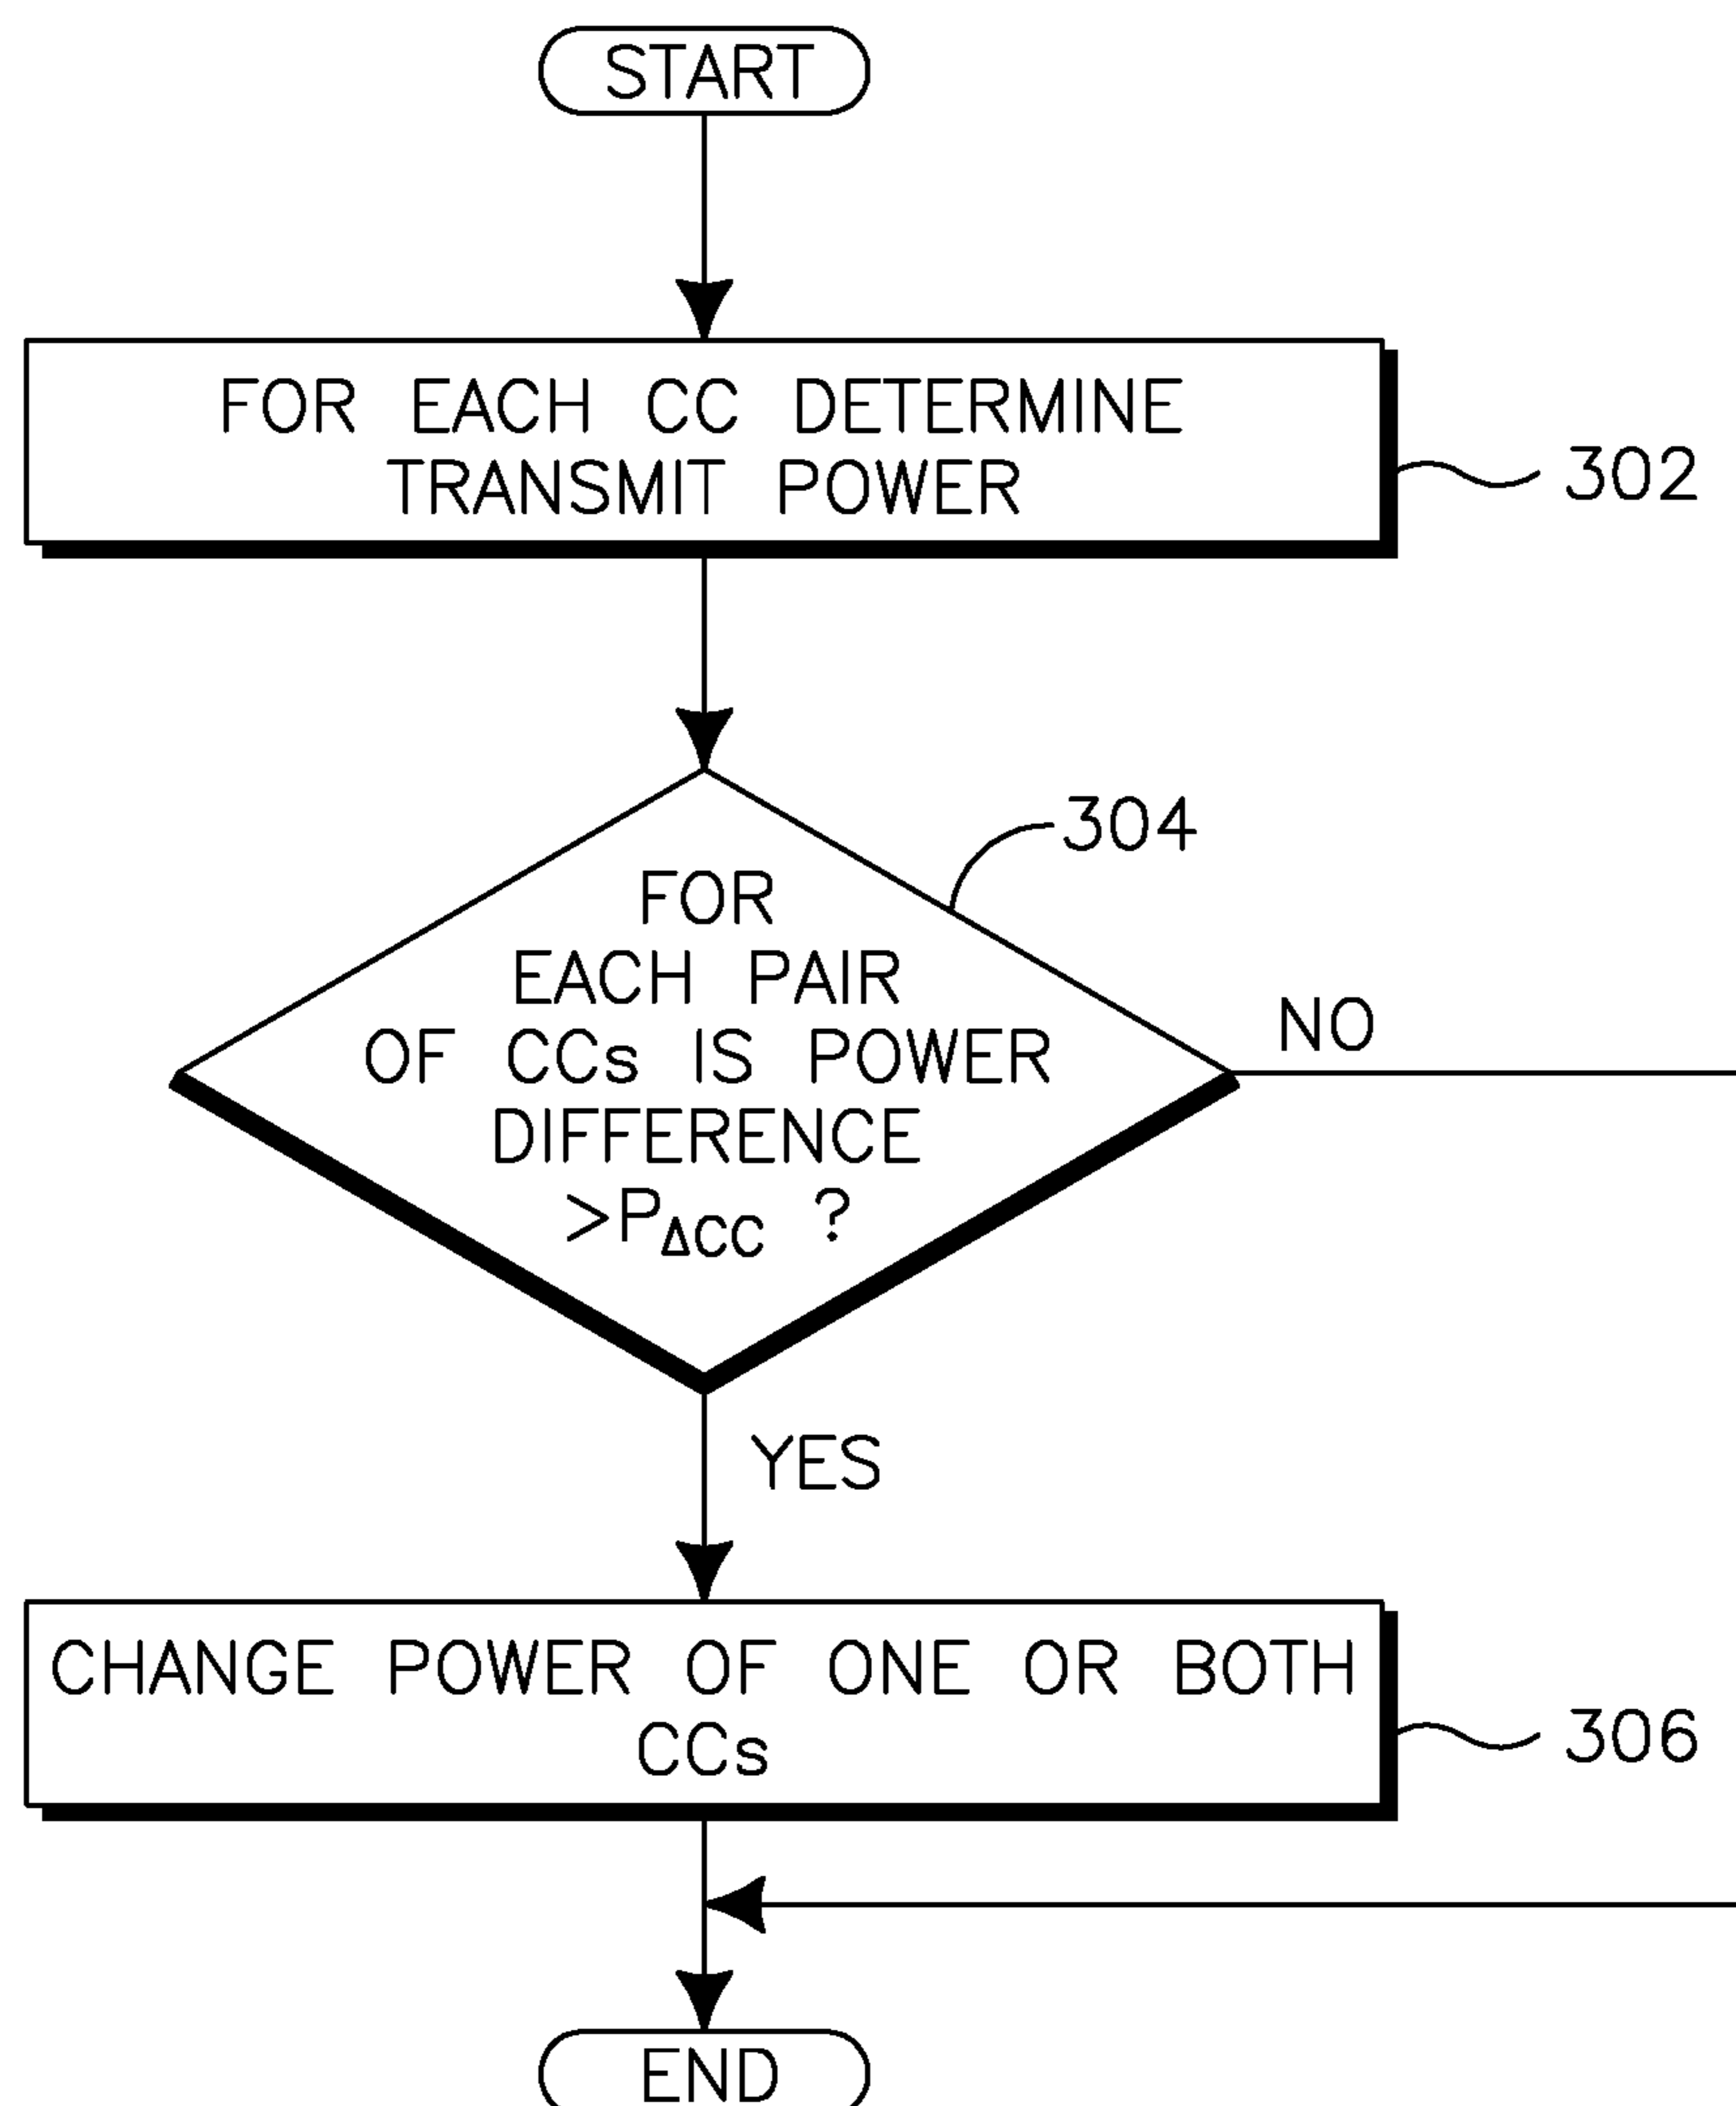 START
FOR EACH CC DETERMINE
TRANSMIT POWER
302
304
FOR
EACH PAIR
OF CCs IS POWER
DIFFERENCE
>PΔCC ?
NO
YES
CHANGE POWER OF ONE OR BOTH
CCs
306
END